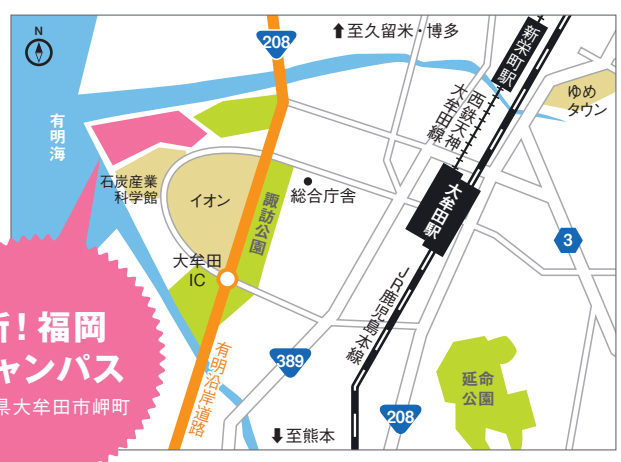 N
208
↑至久留米・博多
新栄町駅
ゆめ
タウン
西鉄天神
大牟田線
有明海
石炭産業
科学館
イオン
諏訪公園
総合庁舎
大牟田駅
3
大牟田
IC
JR鹿児島本線
新!福岡
キャンパス
県大牟田市岬町
有明沿岸道路
389
延命
公園
208
↓至熊本